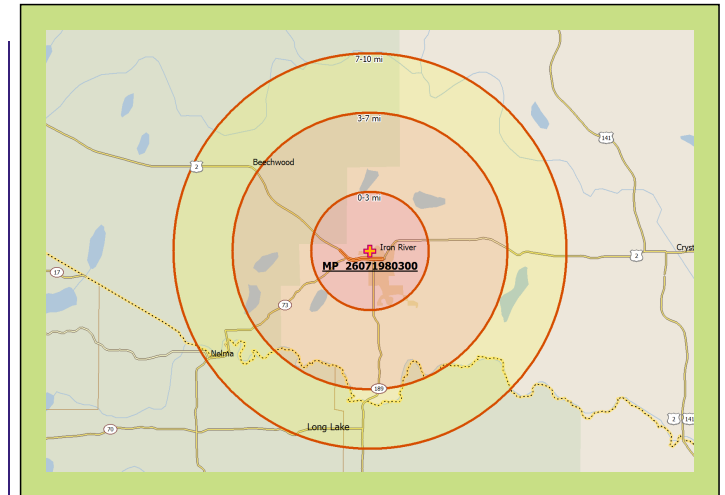 7-10 mi
3-7 mi
141
2
Beechwood
0-3 mi
Iron River
2
Cryst
MP 26071980300
17
73
Nelma
189
2
141
Long Lake
70